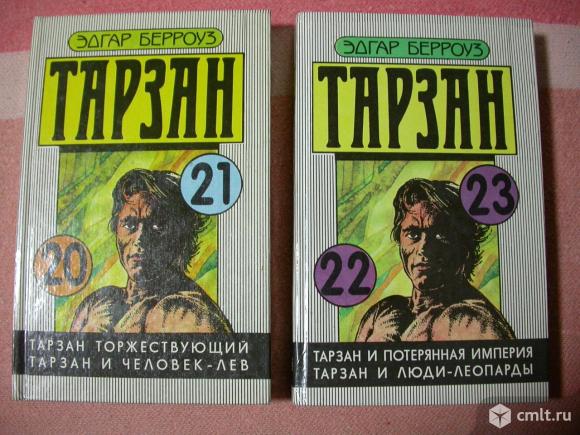 ЭДГАР БЕРРОУЗ
ТАРЗАН
21
20
ТАРЗАН ТОРЖЕСТВУЮЩИЙ
ТАРЗАН И ЧЕЛОВЕК-ЛЕВ
ЭДГАР БЕРРОУЗ
ТАРЗАН
23
22
ТАРЗАН И ПОТЕРЯННАЯ ИМПЕРИЯ
ТАРЗАН И ЛЮДИ-ЛЕОПАРДЫ
cmlt.ru